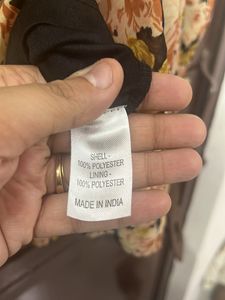 SHELL-
100% POLYESTER
LINING-
100% POLYESTER
MADE IN INDIA